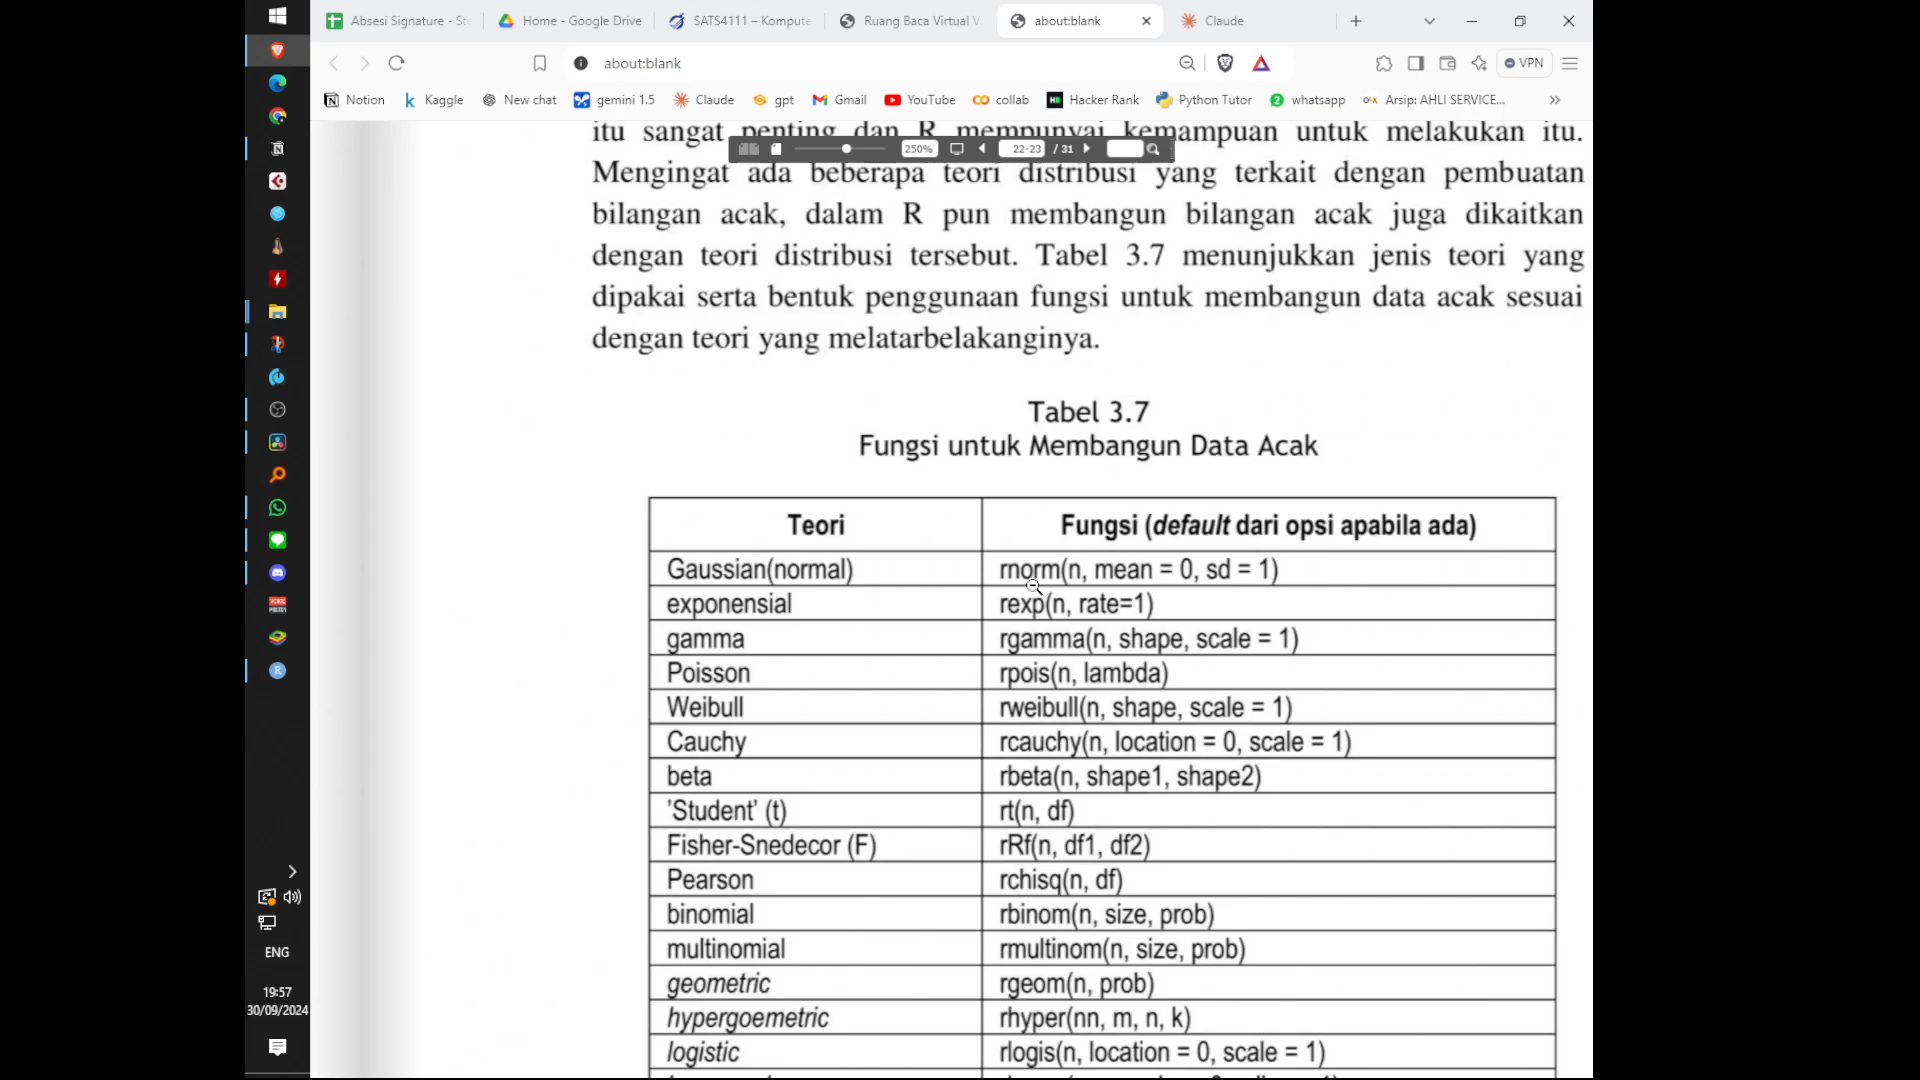 Absesi Signature - Ste
Home - Google Drive
SATS4111 – Kompute
Ruang Baca Virtual V
about:blank
Claude
about:blank
VPN
Notion
Kaggle
New chat
gemini 1.5
Claude
gpt
Gmail
YouTube
collab
Hacker Rank
Python Tutor
whatsapp
Arsip: AHLI SERVICE...
250%
22-23
/ 31
itu sangat penting dan R mempunyai kemampuan untuk melakukan itu.
Mengingat ada beberapa teori distribusi yang terkait dengan pembuatan
bilangan acak, dalam R pun membangun bilangan acak juga dikaitkan
dengan teori distribusi tersebut. Tabel 3.7 menunjukkan jenis teori yang
dipakai serta bentuk penggunaan fungsi untuk membangun data acak sesuai
dengan teori yang melatarbelakanginya.
Tabel 3.7
Fungsi untuk Membangun Data Acak
Teori Fungsi (default dari opsi apabila ada)
Gaussian(normal) rnorm(n, mean = 0, sd = 1)
exponensial rexp(n, rate=1)
gamma rgamma(n, shape, scale = 1)
Poisson rpois(n, lambda)
Weibull rweibull(n, shape, scale = 1)
Cauchy rcauchy(n, location = 0, scale = 1)
beta rbeta(n, shape1, shape2)
'Student' (t) rt(n, df)
Fisher-Snedecor (F) rRf(n, df1, df2)
Pearson rchisq(n, df)
binomial rbinom(n, size, prob)
multinomial rmultinom(n, size, prob)
geometric rgeom(n, prob)
hypergoemetric rhyper(nn, m, n, k)
logistic rlogis(n, location = 0, scale = 1)
ENG
19:57
30/09/2024